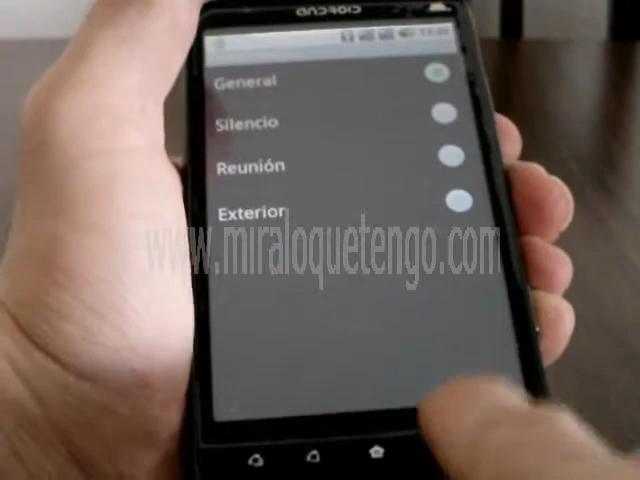 ANDROID
General
Silencio
Reunión
Exterior
www.miraloquetengo.com